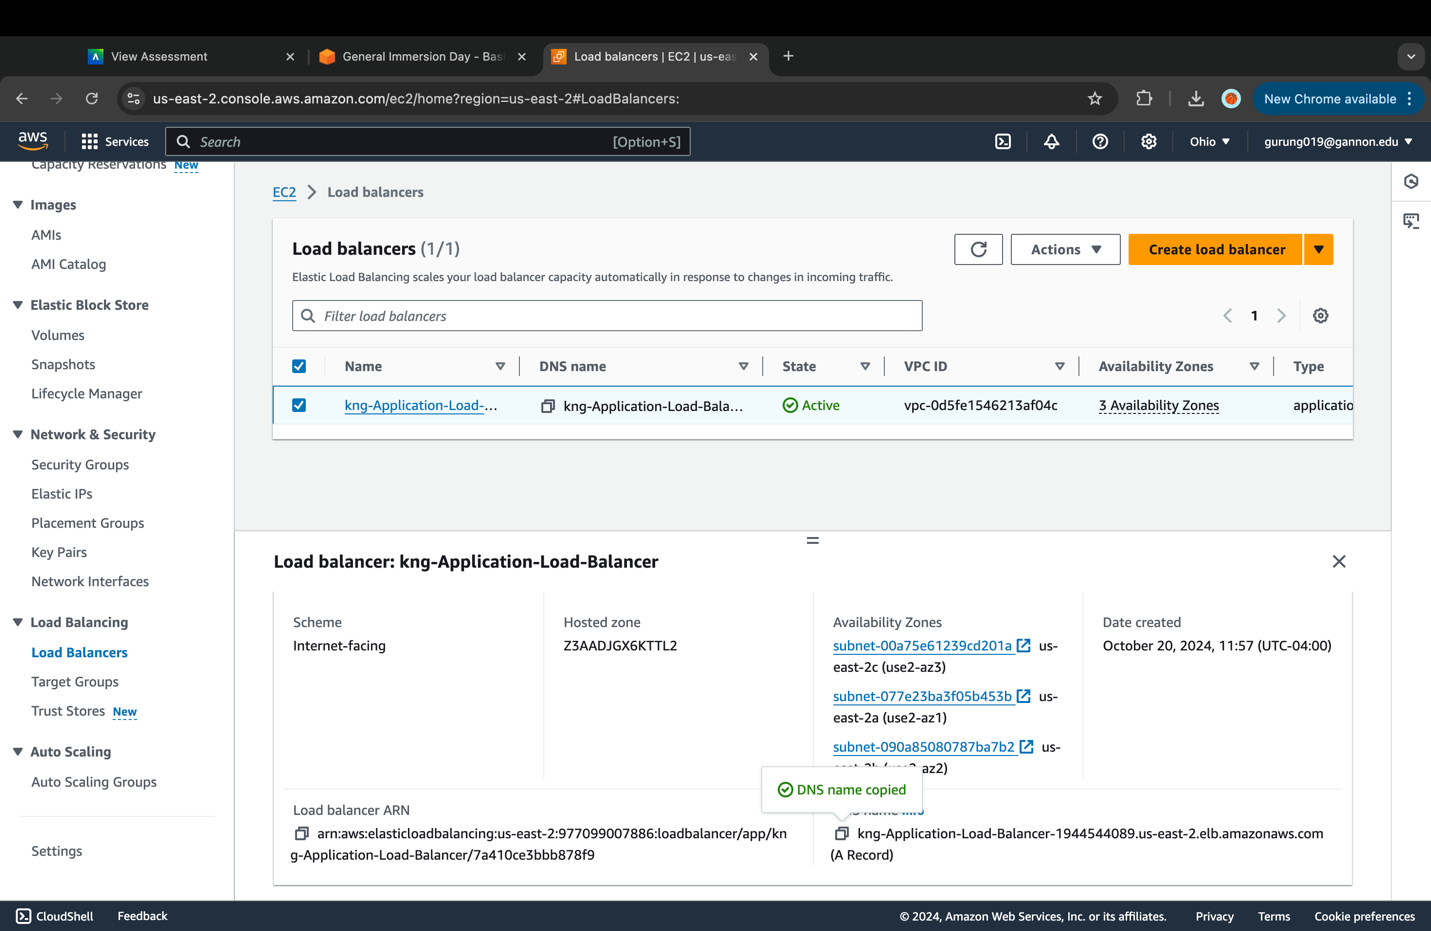 View Assessment
General Immersion Day - Bas
Load balancers | EC2 | us-eas
us-east-2.console.aws.amazon.com/ec2/home?region=us-east-2#LoadBalancers:
New Chrome available
aws
Services
Search
[Option+S]
Ohio
gurung019@gannon.edu
Capacity Reservations New
Images
AMIs
AMI Catalog
Elastic Block Store
Volumes
Snapshots
Lifecycle Manager
Network & Security
Security Groups
Elastic IPs
Placement Groups
Key Pairs
Network Interfaces
Load Balancing
Load Balancers
Target Groups
Trust Stores New
Auto Scaling
Auto Scaling Groups
Settings
EC2 > Load balancers
Load balancers (1/1)
Actions
Create load balancer
Elastic Load Balancing scales your load balancer capacity automatically in response to changes in incoming traffic.
Filter load balancers
1
Name DNS name State VPC ID Availability Zones Type
kng-Application-Load-... kng-Application-Load-Bala... Active vpc-0d5fe1546213af04c 3 Availability Zones applicatio
Load balancer: kng-Application-Load-Balancer
Scheme
Internet-facing
Hosted zone
Z3AADJGX6KTTL2
Availability Zones
subnet-00a75e61239cd201a us-
east-2c (use2-az3)
subnet-077e23ba3f05b453b us-
east-2a (use2-az1)
subnet-090a85080787ba7b2 us-
az2)
Date created
October 20, 2024, 11:57 (UTC-04:00)
DNS name copied
Load balancer ARN
arn:aws:elasticloadbalancing:us-east-2:977099007886:loadbalancer/app/kn
g-Application-Load-Balancer/7a410ce3bbb878f9
kng-Application-Load-Balancer-1944544089.us-east-2.elb.amazonaws.com
(A Record)
CloudShell
Feedback
© 2024, Amazon Web Services, Inc. or its affiliates.
Privacy
Terms
Cookie preferences